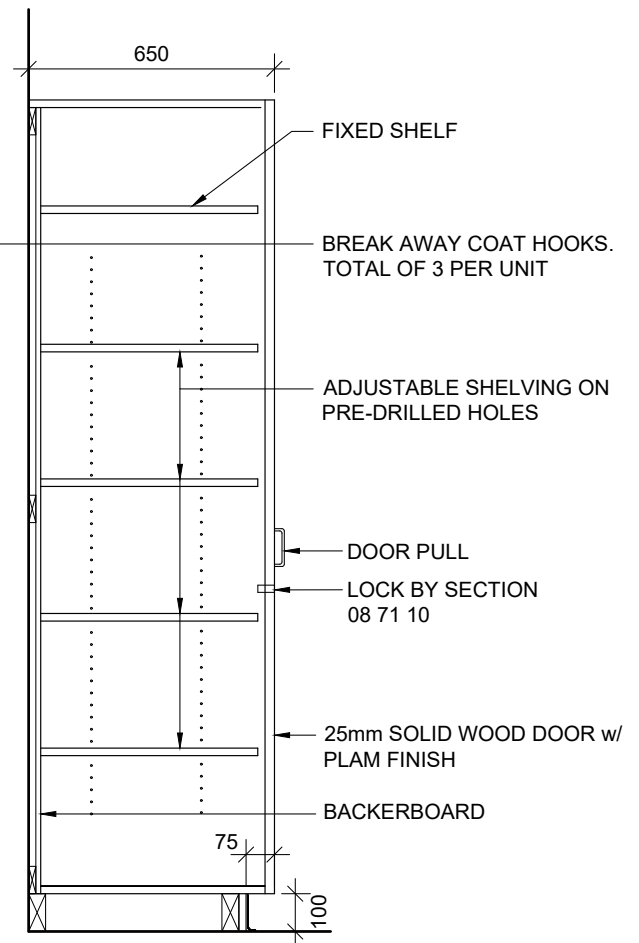 650
FIXED SHELF
BREAK AWAY COAT HOOKS.
TOTAL OF 3 PER UNIT
ADJUSTABLE SHELVING ON
PRE-DRILLED HOLES
DOOR PULL
LOCK BY SECTION
08 71 10
25mm SOLID WOOD DOOR w/
PLAM FINISH
BACKERBOARD
75
100